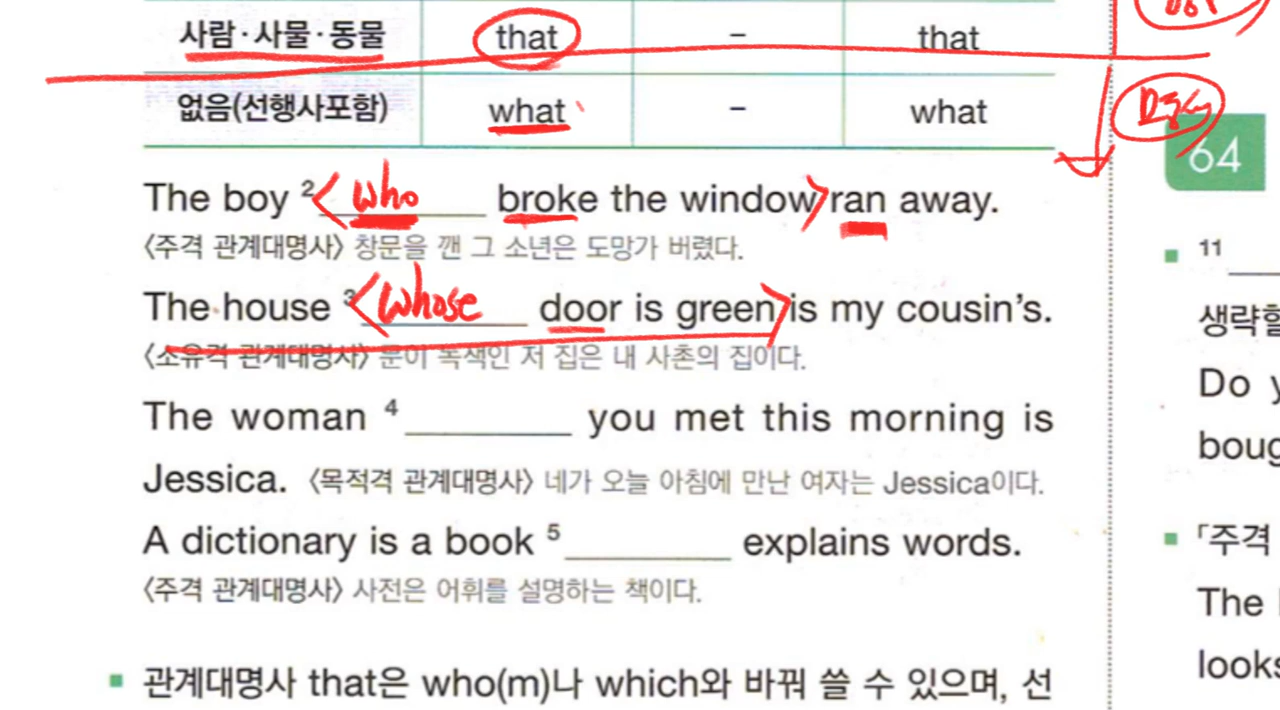 사람·사물·동물 that – that
없음(선행사포함) what – what
64
The boy ² who broke the window ran away.
〈주격 관계대명사〉 창문을 깬 그 소년은 도망가 버렸다.
The house ³ whose door is green is my cousin's.
〈소유격 관계대명사〉 문이 녹색인 저 집은 내 사촌의 집이다.
The woman ⁴ you met this morning is
Jessica. 〈목적격 관계대명사〉 네가 오늘 아침에 만난 여자는 Jessica이다.
A dictionary is a book ⁵ explains words.
〈주격 관계대명사〉 사전은 어휘를 설명하는 책이다.
▪ 관계대명사 that은 who(m)나 which와 바꿔 쓸 수 있으며, 선
▪ ¹¹
생략할
Do
▪ 「주격
The
looks